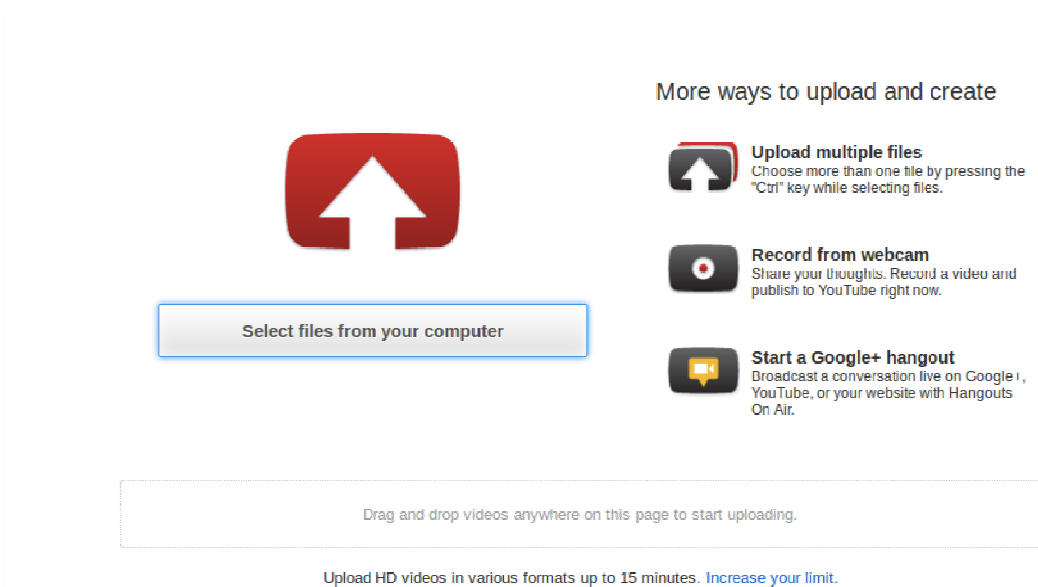 More ways to upload and create
Upload multiple files
Choose more than one file by pressing the
"Ctrl" key while selecting files.
Record from webcam
Share your thoughts. Record a video and
publish to YouTube right now.
Select files from your computer
Start a Google+ hangout
Broadcast a conversation live on Google+,
YouTube, or your website with Hangouts
On Air.
Drag and drop videos anywhere on this page to start uploading.
Upload HD videos in various formats up to 15 minutes. Increase your limit.